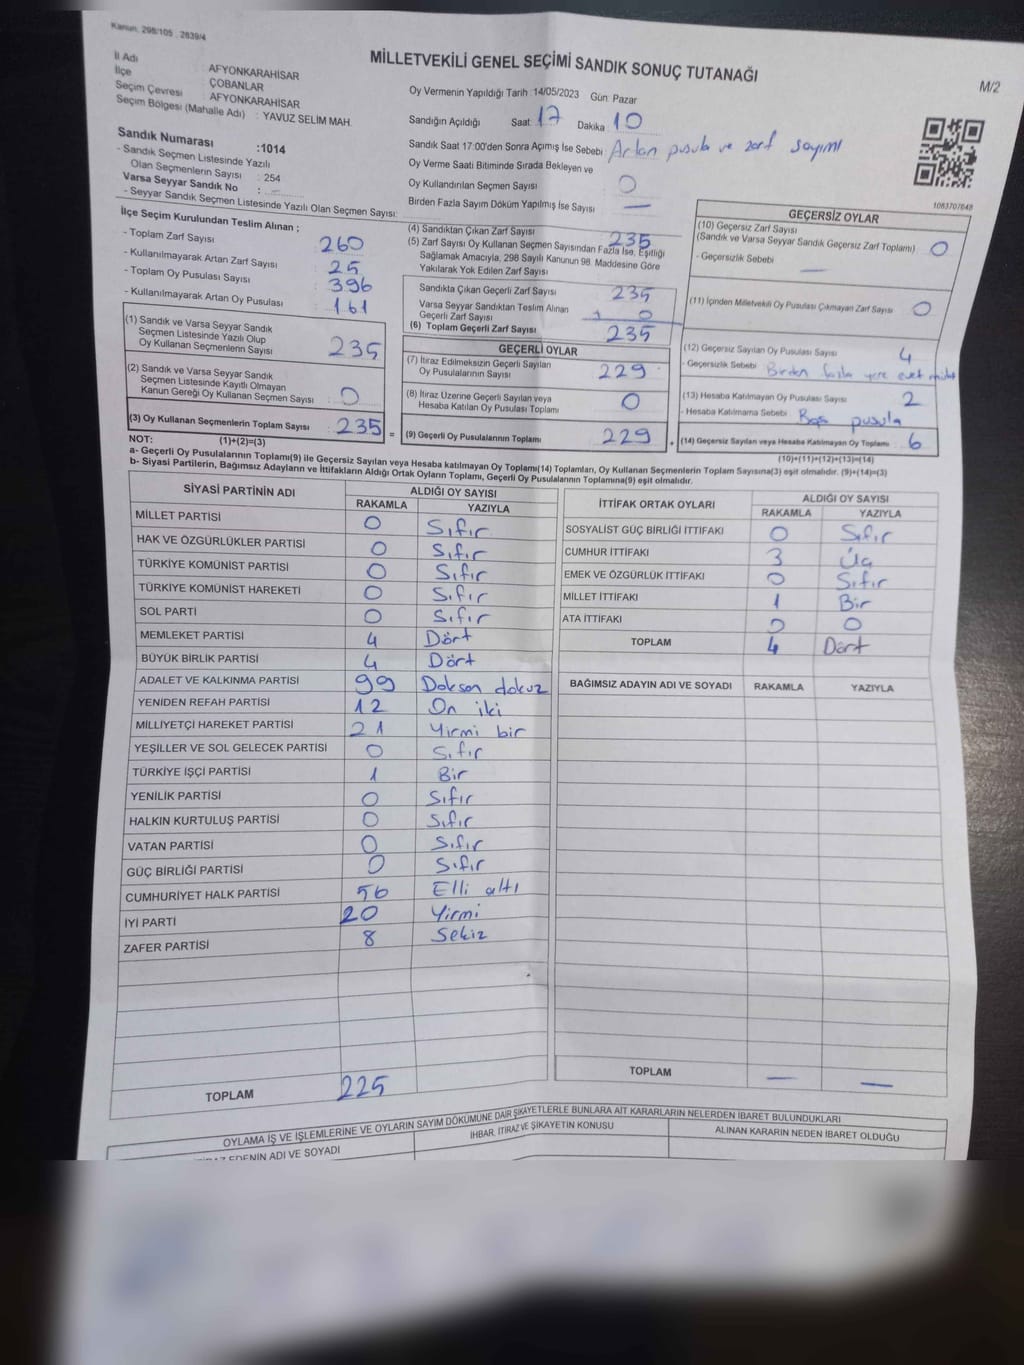 Kanun: 298/105 , 2839/4
MİLLETVEKİLİ GENEL SEÇİMİ SANDIK SONUÇ TUTANAĞI
M/2
İl Adı : AFYONKARAHİSAR
İlçe : ÇOBANLAR
Seçim Çevresi : AFYONKARAHİSAR
Seçim Bölgesi (Mahalle Adı) : YAVUZ SELİM MAH.
Sandık Numarası :1014
- Sandık Seçmen Listesinde Yazılı
Olan Seçmenlerin Sayısı : 254
Varsa Seyyar Sandık No : -
- Seyyar Sandık Seçmen Listesinde Yazılı Olan Seçmen Sayısı:
Oy Vermenin Yapıldığı Tarih : 14/05/2023 Gün: Pazar
Sandığın Açıldığı Saat: 17 Dakika: 10
Sandık Saat 17:00'den Sonra Açımış İse Sebebi : Artan pusula ve zarf sayımı
Oy Verme Saati Bitiminde Sırada Bekleyen ve
Oy Kullandırılan Seçmen Sayısı 0
Birden Fazla Sayım Döküm Yapılmış İse Sayısı —
1083707648
İlçe Seçim Kurulundan Teslim Alınan ;
- Toplam Zarf Sayısı 260
- Kullanılmayarak Artan Zarf Sayısı 25
- Toplam Oy Pusulası Sayısı 396
- Kullanılmayarak Artan Oy Pusulası 161
(1) Sandık ve Varsa Seyyar Sandık
Seçmen Listesinde Yazılı Olup
Oy Kullanan Seçmenlerin Sayısı 235
(2) Sandık ve Varsa Seyyar Sandık
Seçmen Listesinde Kayıtlı Olmayan
Kanun Gereği Oy Kullanan Seçmen Sayısı 0
(3) Oy Kullanan Seçmenlerin Toplam Sayısı 235 =
(4) Sandıktan Çıkan Zarf Sayısı 235
(5) Zarf Sayısı Oy Kullanan Seçmen Sayısından Fazla İse, Eşitliği
Sağlamak Amacıyla, 298 Sayılı Kanunun 98. Maddesine Göre
Yakılarak Yok Edilen Zarf Sayısı
Sandıkta Çıkan Geçerli Zarf Sayısı 235
Varsa Seyyar Sandıktan Teslim Alınan
Geçerli Zarf Sayısı + 0
(6) Toplam Geçerli Zarf Sayısı 235
GEÇERLİ OYLAR
(7) İtiraz Edilmeksizin Geçerli Sayılan
Oy Pusulalarının Sayısı 229
(8) İtiraz Üzerine Geçerli Sayılan veya
Hesaba Katılan Oy Pusulası Toplamı 0
(9) Geçerli Oy Pusulalarının Toplamı 229 +
GEÇERSİZ OYLAR
(10) Geçersiz Zarf Sayısı
(Sandık ve Varsa Seyyar Sandık Geçersiz Zarf Toplamı) 0
- Geçersizlik Sebebi —
(11) İçinden Milletvekili Oy Pusulası Çıkmayan Zarf Sayısı 0
(12) Geçersiz Sayılan Oy Pusulası Sayısı 4
- Geçersizlik Sebebi : Birden fazla yere evet
(13) Hesaba Katılmayan Oy Pusulası Sayısı 2
- Hesaba Katılmama Sebebi : Boş pusula
(14) Geçersiz Sayılan veya Hesaba Katılmayan Oy Toplamı 6
NOT: (1)+(2)=(3)
(10)+(11)+(12)+(13)=(14)
a- Geçerli Oy Pusulalarının Toplamı(9) ile Geçersiz Sayılan veya Hesaba katılmayan Oy Toplamı(14) Toplamları, Oy Kullanan Seçmenlerin Toplam Sayısına(3) eşit olmalıdır. (9)+(14)=(3)
b- Siyasi Partilerin, Bağımsız Adayların ve İttifakların Aldığı Ortak Oyların Toplamı, Geçerli Oy Pusulalarının Toplamına(9) eşit olmalıdır.
SİYASİ PARTİNİN ADI ALDIĞI OY SAYISI
RAKAMLA YAZIYLA
MİLLET PARTİSİ 0 Sıfır
HAK VE ÖZGÜRLÜKLER PARTİSİ 0 Sıfır
TÜRKİYE KOMÜNİST PARTİSİ 0 Sıfır
TÜRKİYE KOMÜNİST HAREKETİ 0 Sıfır
SOL PARTİ 0 Sıfır
MEMLEKET PARTİSİ 4 Dört
BÜYÜK BİRLİK PARTİSİ 4 Dört
ADALET VE KALKINMA PARTİSİ 99 Doksan dokuz
YENİDEN REFAH PARTİSİ 12 On iki
MİLLİYETÇİ HAREKET PARTİSİ 21 Yirmi bir
YEŞİLLER VE SOL GELECEK PARTİSİ 0 Sıfır
TÜRKİYE İŞÇİ PARTİSİ 1 Bir
YENİLİK PARTİSİ 0 Sıfır
HALKIN KURTULUŞ PARTİSİ 0 Sıfır
VATAN PARTİSİ 0 Sıfır
GÜÇ BİRLİĞİ PARTİSİ 0 Sıfır
CUMHURİYET HALK PARTİSİ 56 Elli altı
İYİ PARTİ 20 Yirmi
ZAFER PARTİSİ 8 Sekiz
TOPLAM 225
İTTİFAK ORTAK OYLARI ALDIĞI OY SAYISI
RAKAMLA YAZIYLA
SOSYALİST GÜÇ BİRLİĞİ İTTİFAKI 0 Sıfır
CUMHUR İTTİFAKI 3 Üç
EMEK VE ÖZGÜRLÜK İTTİFAKI 0 Sıfır
MİLLET İTTİFAKI 1 Bir
ATA İTTİFAKI 0 0
TOPLAM 4 Dört
BAĞIMSIZ ADAYIN ADI VE SOYADI RAKAMLA YAZIYLA
TOPLAM — —
OYLAMA İŞ VE İŞLEMLERİNE VE OYLARIN SAYIM DÖKÜMÜNE DAİR ŞİKAYETLERLE BUNLARA AİT KARARLARIN NELERDEN İBARET BULUNDUKLARI
EDENİN ADI VE SOYADI İHBAR, İTİRAZ VE ŞİKAYETİN KONUSU ALINAN KARARIN NEDEN İBARET OLDUĞU